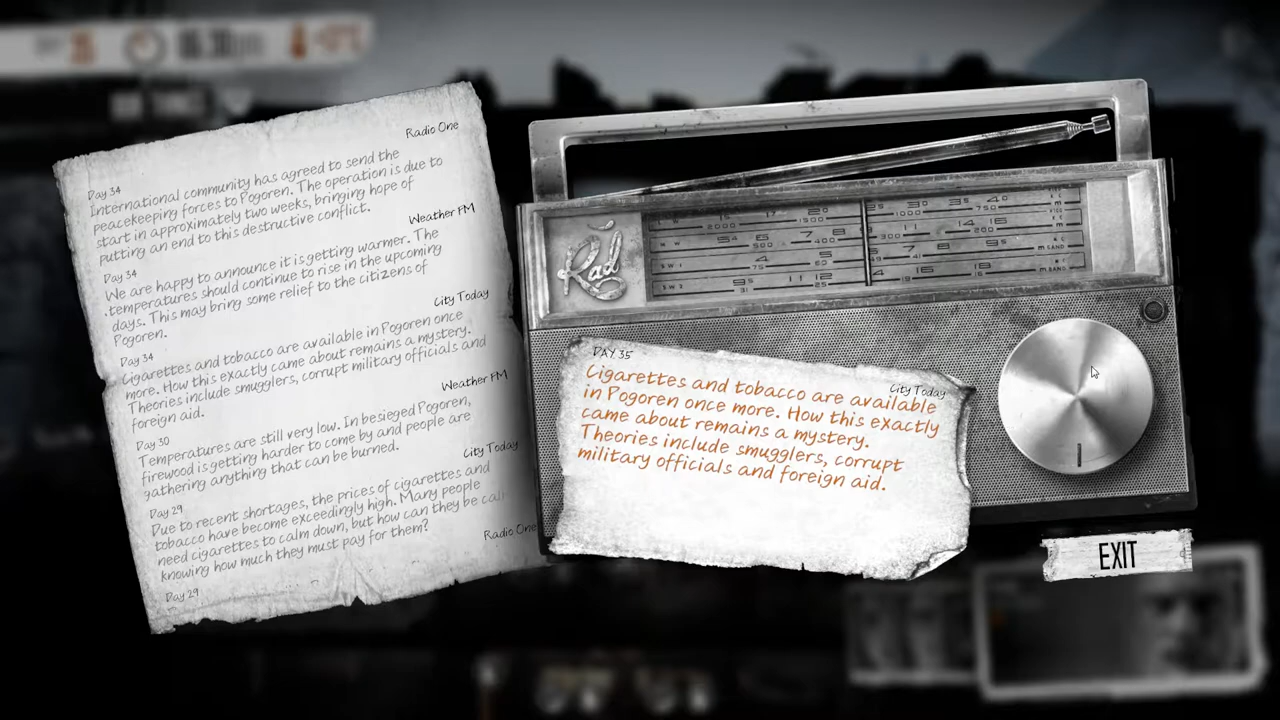 Radio One
Day 34
International community has agreed to send the
peacekeeping forces to Pogoren. The operation is due to
start in approximately two weeks, bringing hope of
putting an end to this destructive conflict.
Weather FM
Day 34
We are happy to announce it is getting warmer. The
temperatures should continue to rise in the upcoming
days. This may bring some relief to the citizens of
Pogoren.
City Today
Day 34
Cigarettes and tobacco are available in Pogoren once
more. How this exactly came about remains a mystery.
Theories include smugglers, corrupt military officials and
foreign aid.
Weather FM
Day 30
Temperatures are still very low. In besieged Pogoren,
firewood is getting harder to come by and people are
gathering anything that can be burned.
City Today
Day 29
Due to recent shortages, the prices of cigarettes and
tobacco have become exceedingly high. Many people
need cigarettes to calm down, but how can they be
knowing how much they must pay for them?
Radio One
Day 29
Rad
DAY 35
City Today
Cigarettes and tobacco are available
in Pogoren once more. How this exactly
came about remains a mystery.
Theories include smugglers, corrupt
military officials and foreign aid.
EXIT